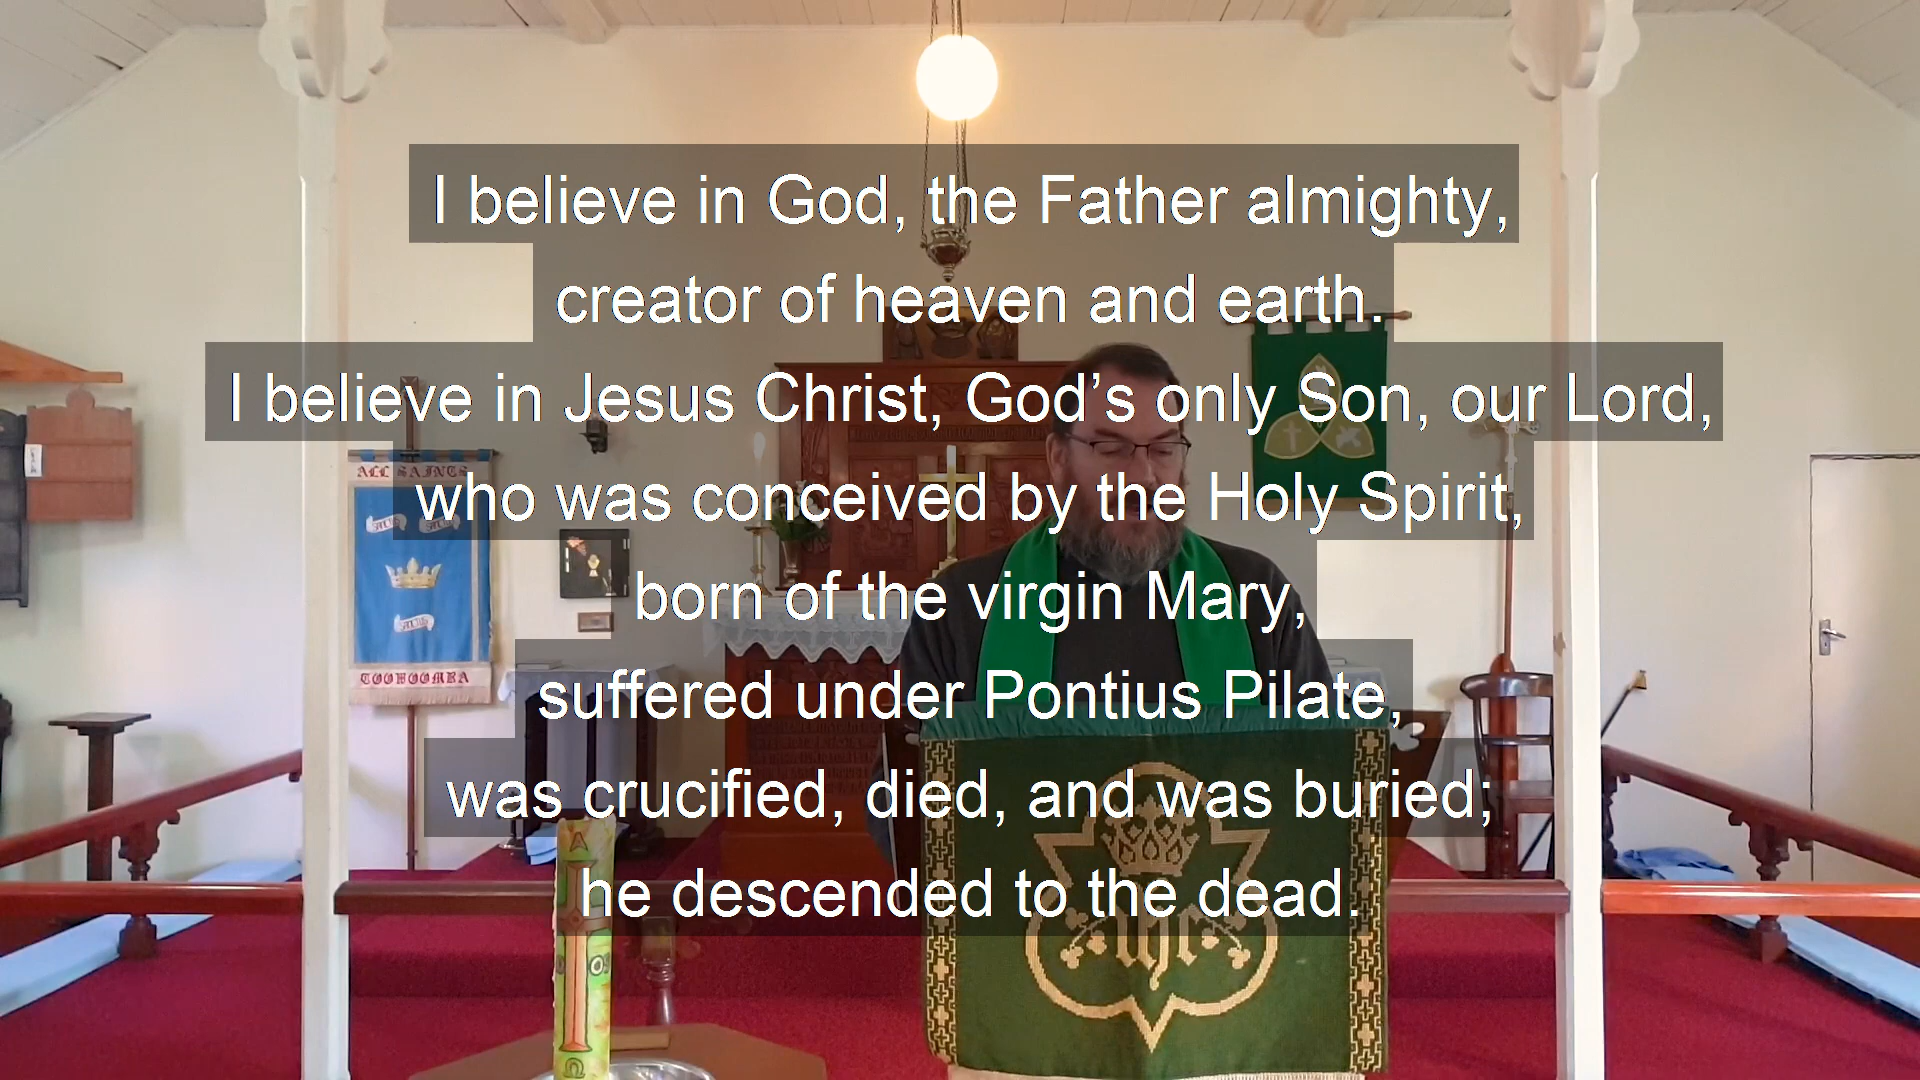 I believe in God, the Father almighty,
creator of heaven and earth.
I believe in Jesus Christ, God’s only Son, our Lord,
who was conceived by the Holy Spirit,
born of the virgin Mary,
suffered under Pontius Pilate,
was crucified, died, and was buried;
he descended to the dead.
ALL SAINTS
TOOWOOMBA
A
Ω
ihc